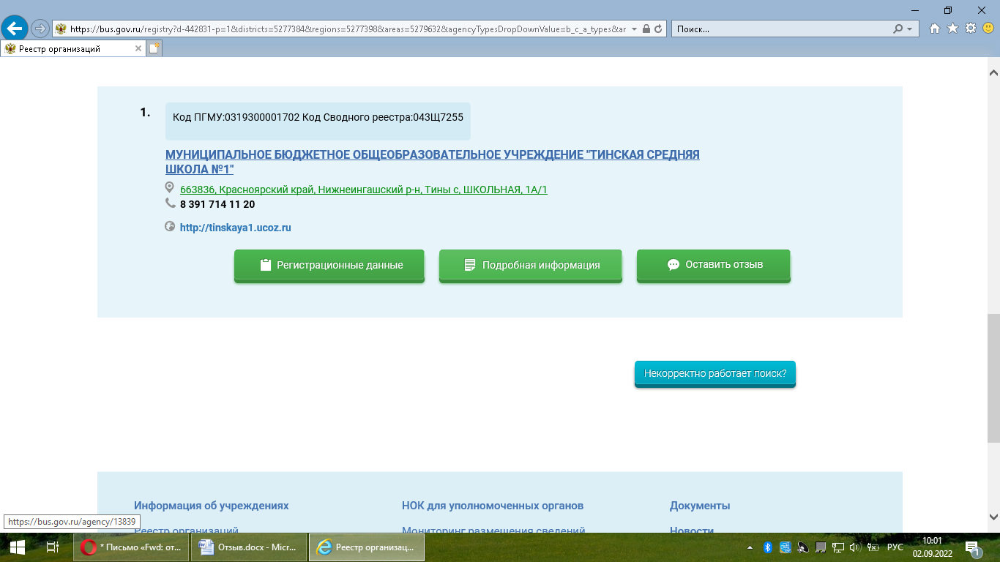 https://bus.gov.ru/registry?d-442831-p=1&districts=5277384&regions=5277398&areas=5279632&agencyTypesDropDownValue=b_c_a_types&ar
Поиск...
Реестр организаций
1.
Код ПГМУ:0319300001702 Код Сводного реестра:043Щ7255
МУНИЦИПАЛЬНОЕ БЮДЖЕТНОЕ ОБЩЕОБРАЗОВАТЕЛЬНОЕ УЧРЕЖДЕНИЕ "ТИНСКАЯ СРЕДНЯЯ
ШКОЛА №1"
663836, Красноярский край, Нижнеингашский р-н, Тины с, ШКОЛЬНАЯ, 1А/1
8 391 714 11 20
http://tinskaya1.ucoz.ru
Регистрационные данные
Подробная информация
Оставить отзыв
Некорректно работает поиск?
Информация об учреждениях
НОК для уполномоченных органов
Документы
https://bus.gov.ru/agency/13839
Реестр организаций
Мониторинг размещения сведений
Новости
* Письмо «Fwd: от...
Отзыв.docx - Micr...
Реестр организац...
РУС
10:01
02.09.2022
1